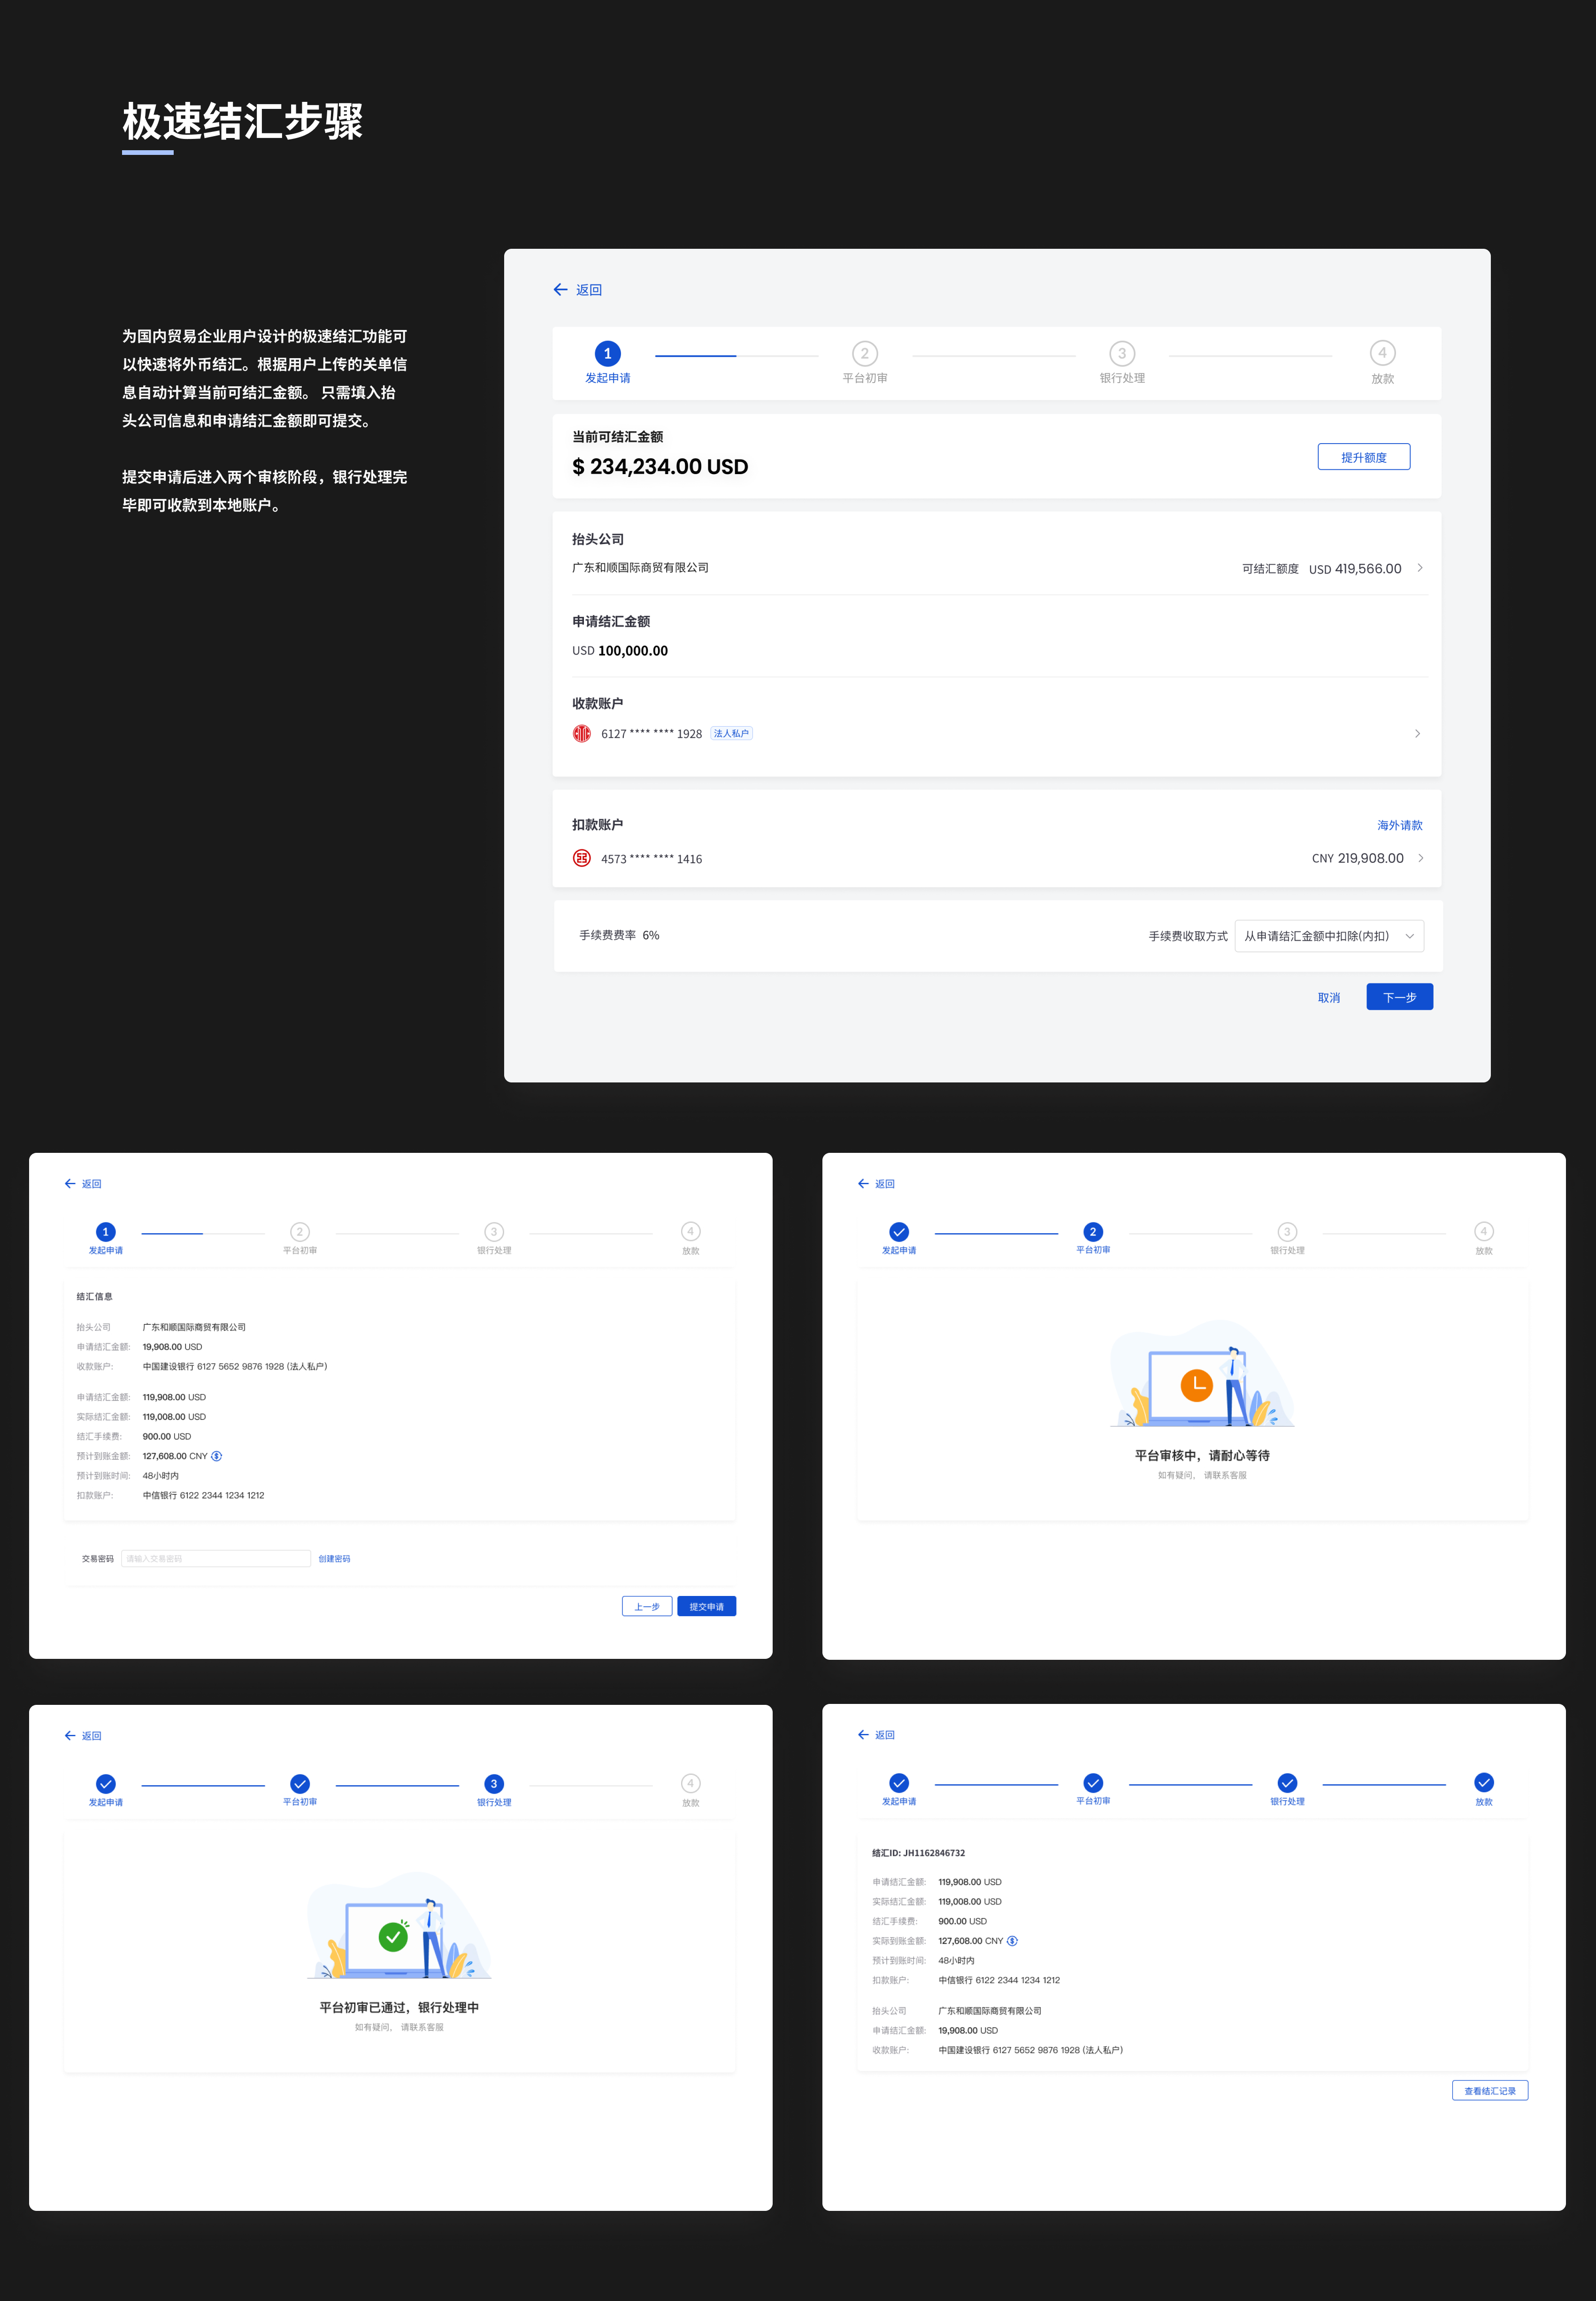 极速结汇步骤
为国内贸易企业用户设计的极速结汇功能可
以快速将外币结汇。根据用户上传的关单信
息自动计算当前可结汇金额。 只需填入抬
头公司信息和申请结汇金额即可提交。
提交申请后进入两个审核阶段，银行处理完
毕即可收款到本地账户。
返回
1 2 3 4
发起申请 平台初审 银行处理 放款
当前可结汇金额
$ 234,234.00 USD
提升额度
抬头公司
广东和顺国际商贸有限公司 可结汇额度 USD 419,566.00
申请结汇金额
USD 100,000.00
收款账户
6127 **** **** 1928 法人私户
扣款账户 海外请款
4573 **** **** 1416 CNY 219,908.00
手续费费率 6% 手续费收取方式 从申请结汇金额中扣除(内扣)
取消 下一步
返回
1 2 3 4
发起申请 平台初审 银行处理 放款
结汇信息
抬头公司 广东和顺国际商贸有限公司
申请结汇金额: 19,908.00 USD
收款账户: 中国建设银行 6127 5652 9876 1928 (法人私户)
申请结汇金额: 119,908.00 USD
实际结汇金额: 119,008.00 USD
结汇手续费: 900.00 USD
预计到账金额: 127,608.00 CNY
预计到账时间: 48小时内
扣款账户: 中信银行 6122 2344 1234 1212
交易密码 请输入交易密码 创建密码
上一步 提交申请
返回
2 3 4
发起申请 平台初审 银行处理 放款
平台审核中，请耐心等待
如有疑问， 请联系客服
返回
3 4
发起申请 平台初审 银行处理 放款
平台初审已通过，银行处理中
如有疑问， 请联系客服
返回
发起申请 平台初审 银行处理 放款
结汇ID: JH1162846732
申请结汇金额: 119,908.00 USD
实际结汇金额: 119,008.00 USD
结汇手续费: 900.00 USD
实际到账金额: 127,608.00 CNY
预计到账时间: 48小时内
扣款账户: 中信银行 6122 2344 1234 1212
抬头公司 广东和顺国际商贸有限公司
申请结汇金额: 19,908.00 USD
收款账户: 中国建设银行 6127 5652 9876 1928 (法人私户)
查看结汇记录